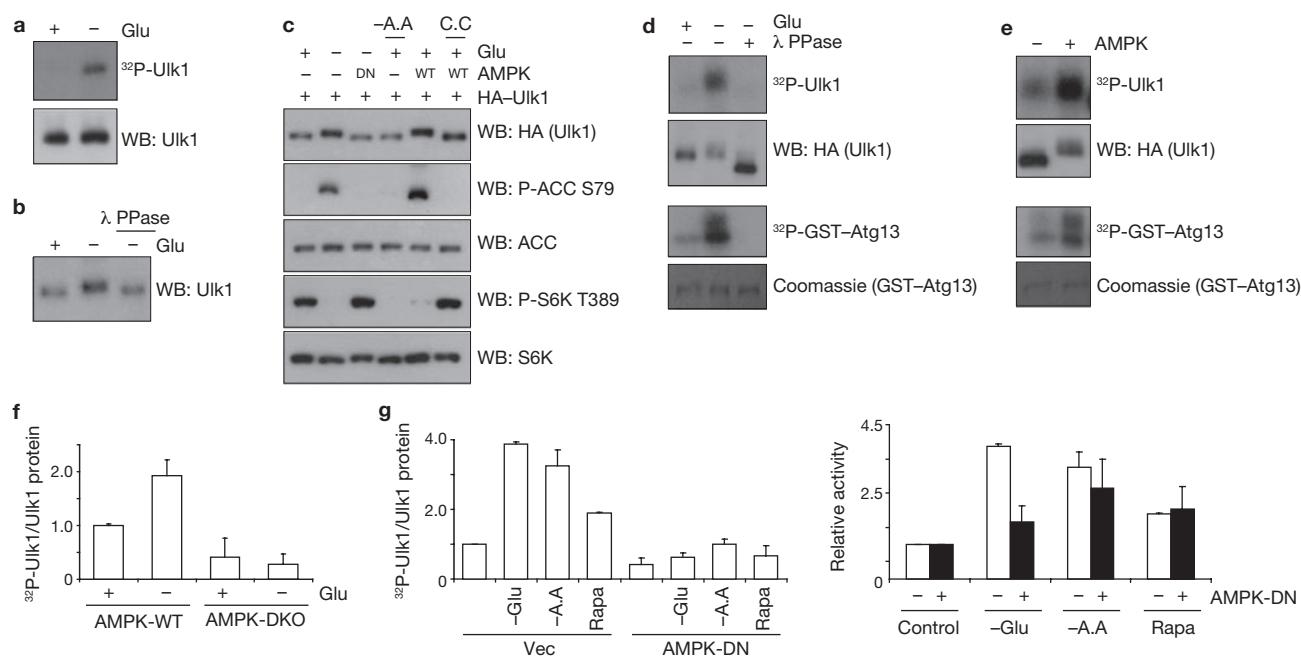 a
+ – Glu
³²P-Ulk1
WB: Ulk1
b
λ PPase
+ – – Glu
WB: Ulk1
c
–A.A C.C
+ – – + + + Glu
– – DN – WT WT AMPK
+ + + + + + HA–Ulk1
WB: HA (Ulk1)
WB: P-ACC S79
WB: ACC
WB: P-S6K T389
WB: S6K
d
+ – – Glu
– – + λ PPase
³²P-Ulk1
WB: HA (Ulk1)
³²P-GST–Atg13
Coomassie (GST–Atg13)
e
– + AMPK
³²P-Ulk1
WB: HA (Ulk1)
³²P-GST–Atg13
Coomassie (GST–Atg13)
f
³²P-Ulk1/Ulk1 protein
2.0
1.0
0
+ – + – Glu
AMPK-WT AMPK-DKO
g
³²P-Ulk1/Ulk1 protein
4.0
2.0
0
–Glu –A.A Rapa –Glu –A.A Rapa
Vec AMPK-DN
Relative activity
4.5
2.5
0
– + – + – + – + AMPK-DN
Control –Glu –A.A Rapa